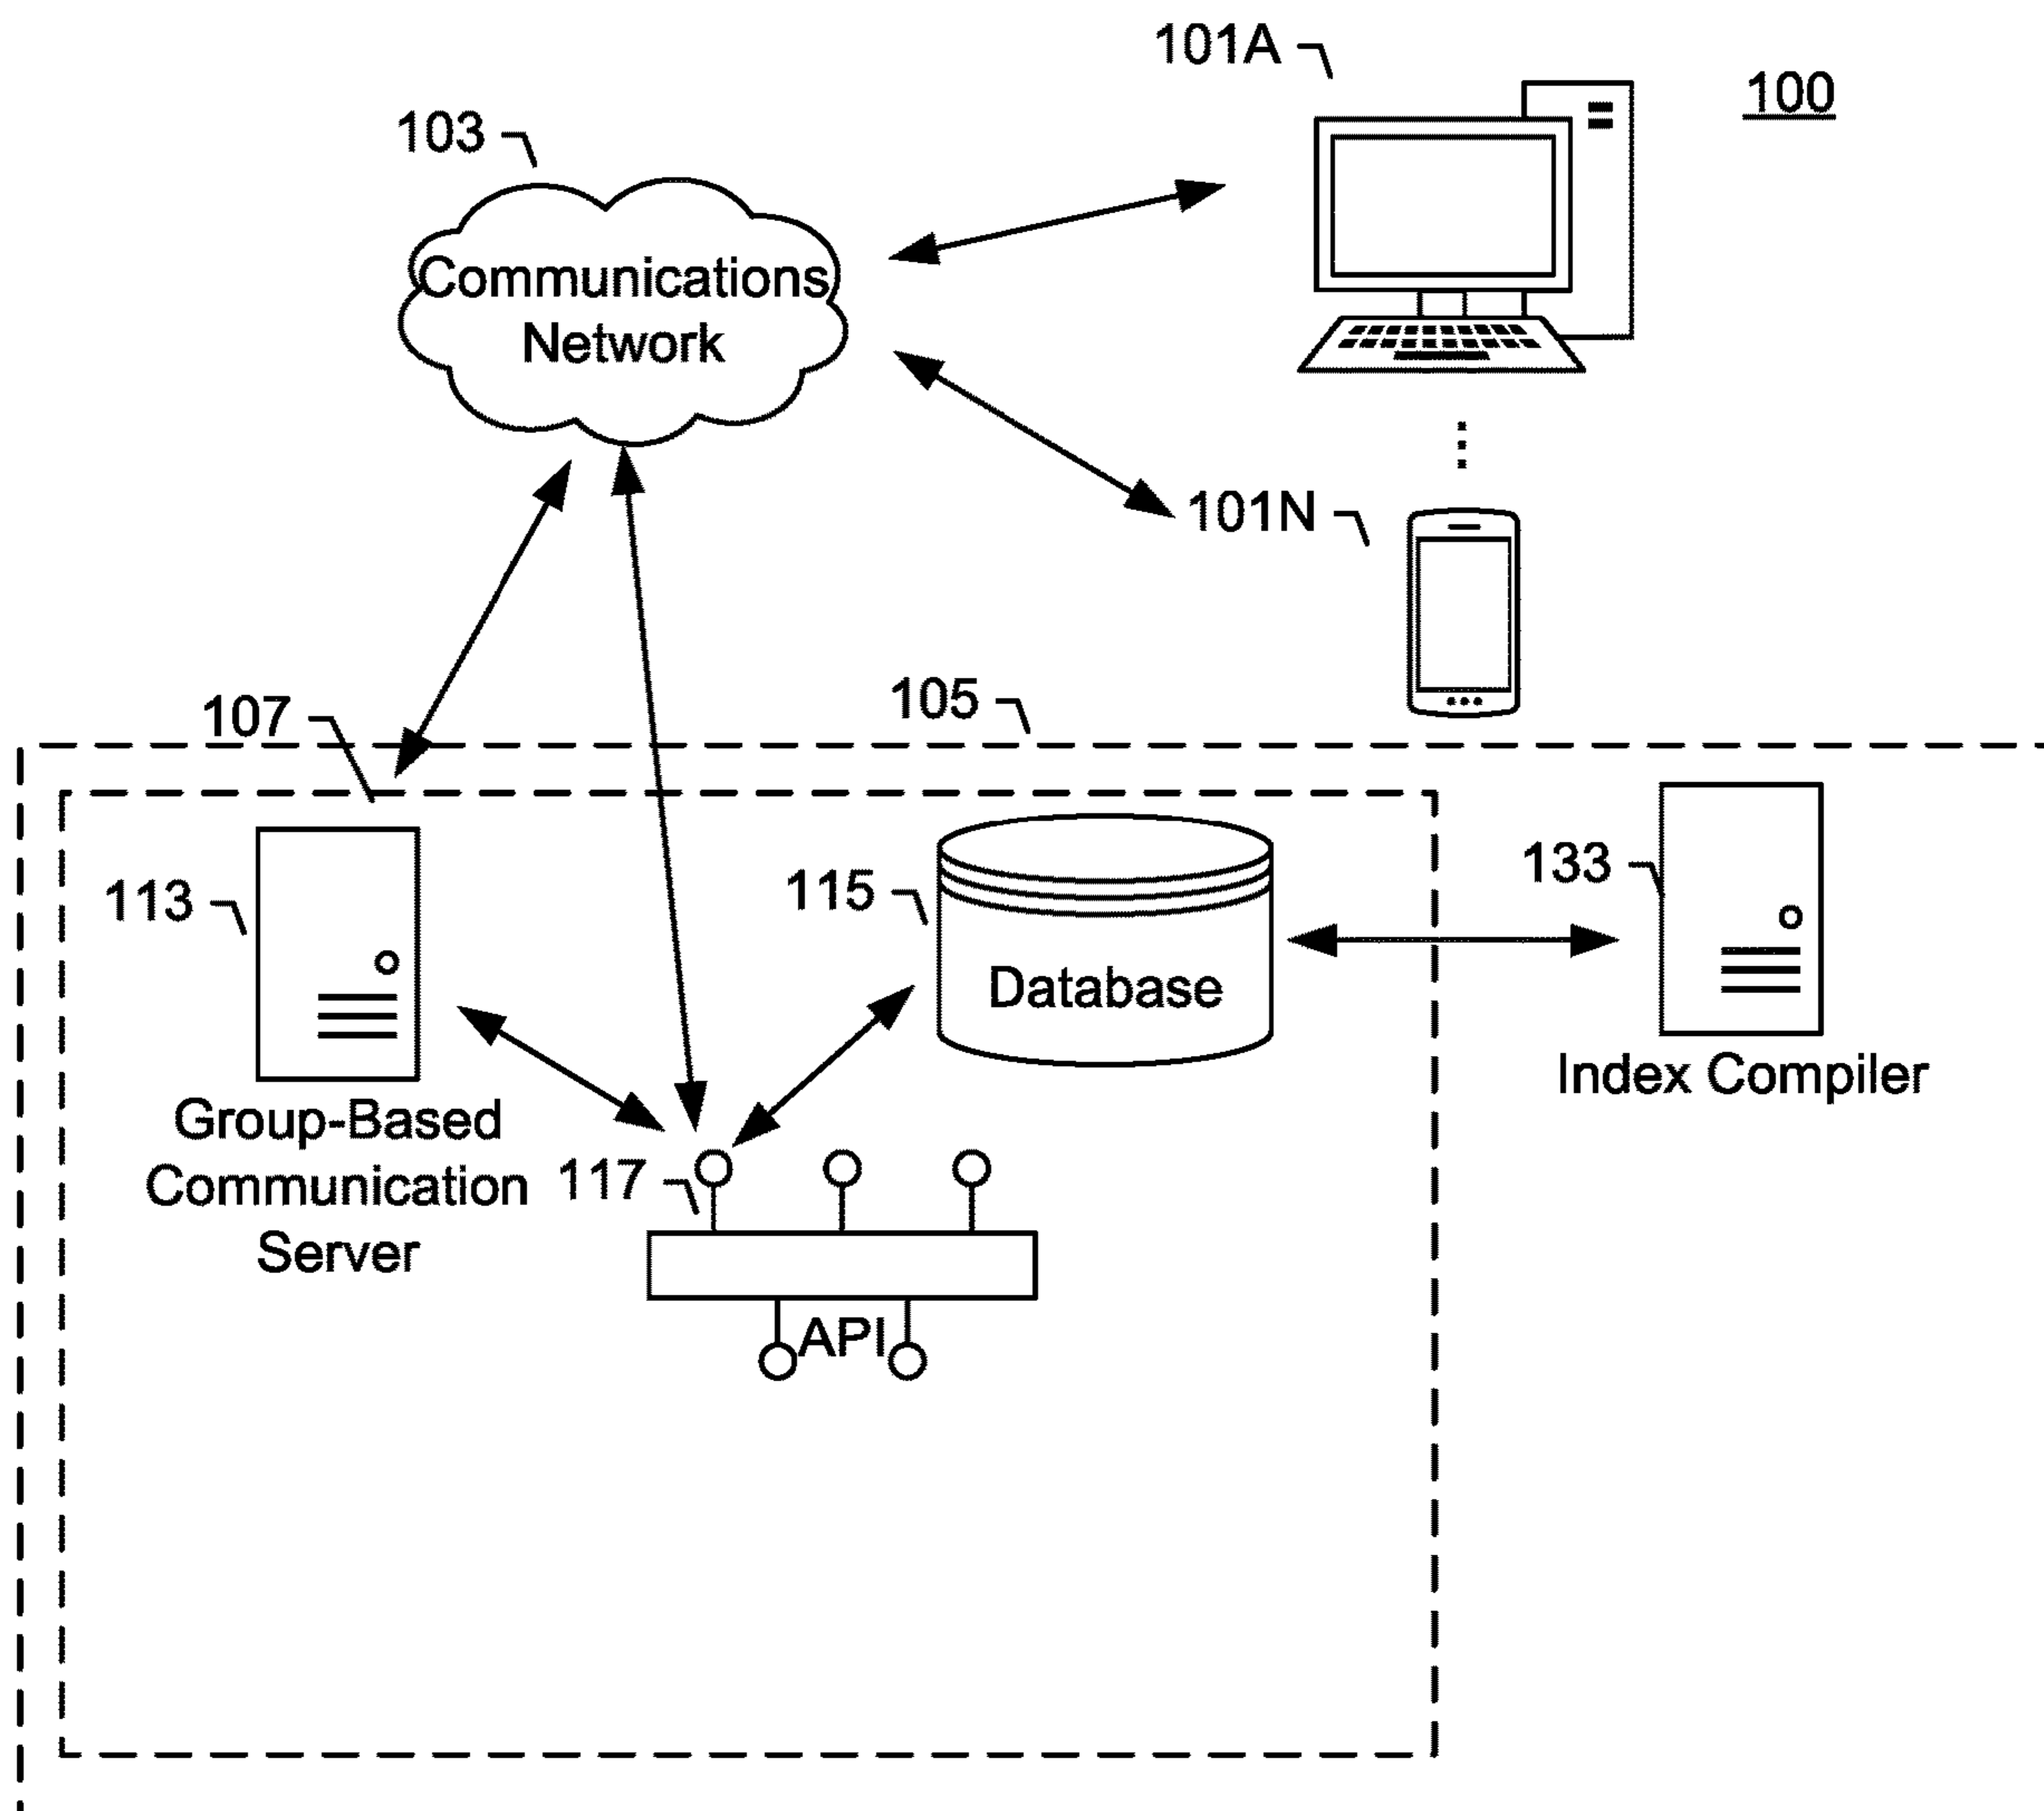 101A
100
103
Communications
Network
101N
105
107
133
115
113
Database
Index Compiler
Group-Based
Communication
Server
117
API